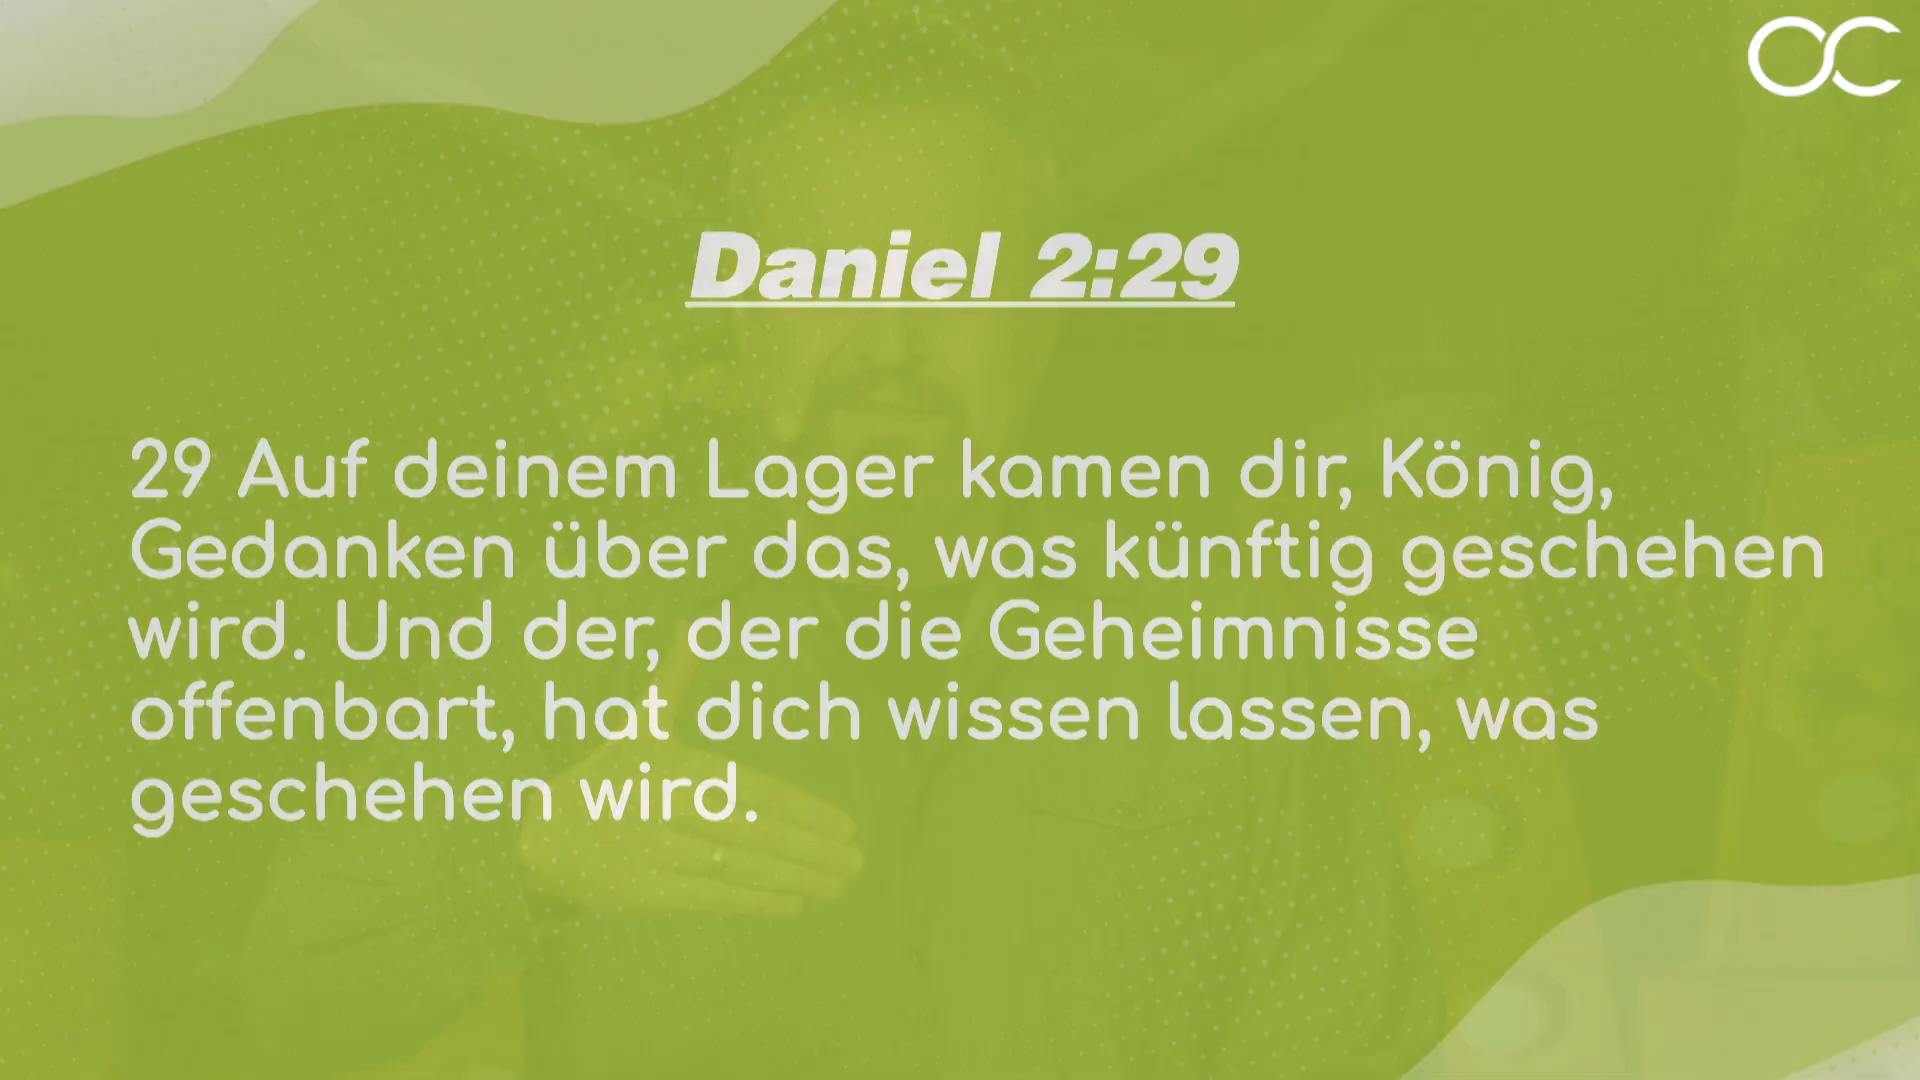 OC
Daniel 2:29
29 Auf deinem Lager kamen dir, König,
Gedanken über das, was künftig geschehen
wird. Und der, der die Geheimnisse
offenbart, hat dich wissen lassen, was
geschehen wird.